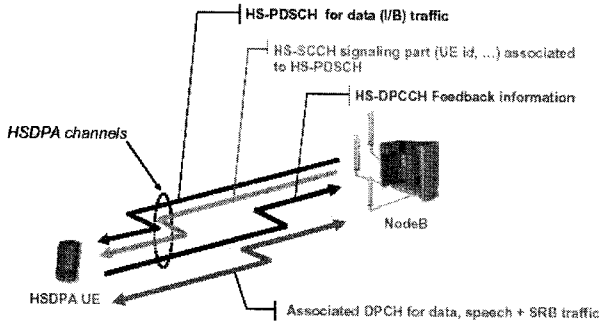 HS-PDSCH for data (I/B) traffic
HS-SCCH signaling part (UE id, ...) associated
to HS-PDSCH
HS-DPCCH Feedback information
HSDPA channels
NodeB
HSDPA UE
Associated DPCH for data, speech + SRB traffic